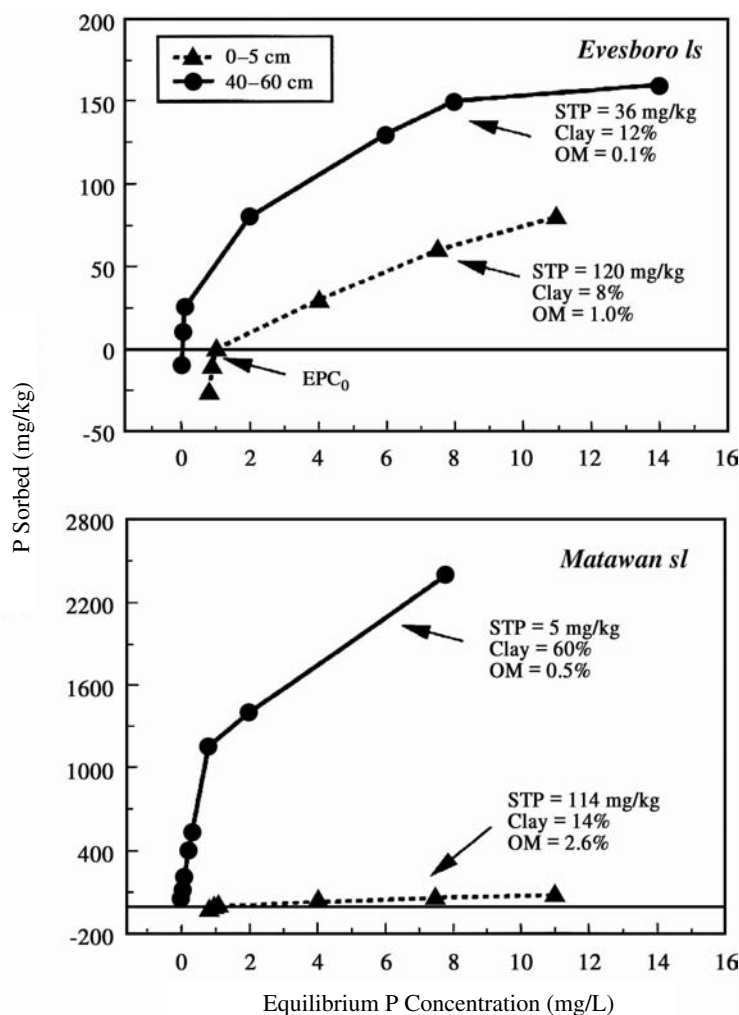 200
150
100
50
0
-50
0–5 cm
40–60 cm
Evesboro ls
STP = 36 mg/kg
Clay = 12%
OM = 0.1%
STP = 120 mg/kg
Clay = 8%
OM = 1.0%
EPC₀
0 2 4 6 8 10 12 14 16
P Sorbed (mg/kg)
2800
2200
1600
1000
400
-200
Matawan sl
STP = 5 mg/kg
Clay = 60%
OM = 0.5%
STP = 114 mg/kg
Clay = 14%
OM = 2.6%
0 2 4 6 8 10 12 14 16
Equilibrium P Concentration (mg/L)